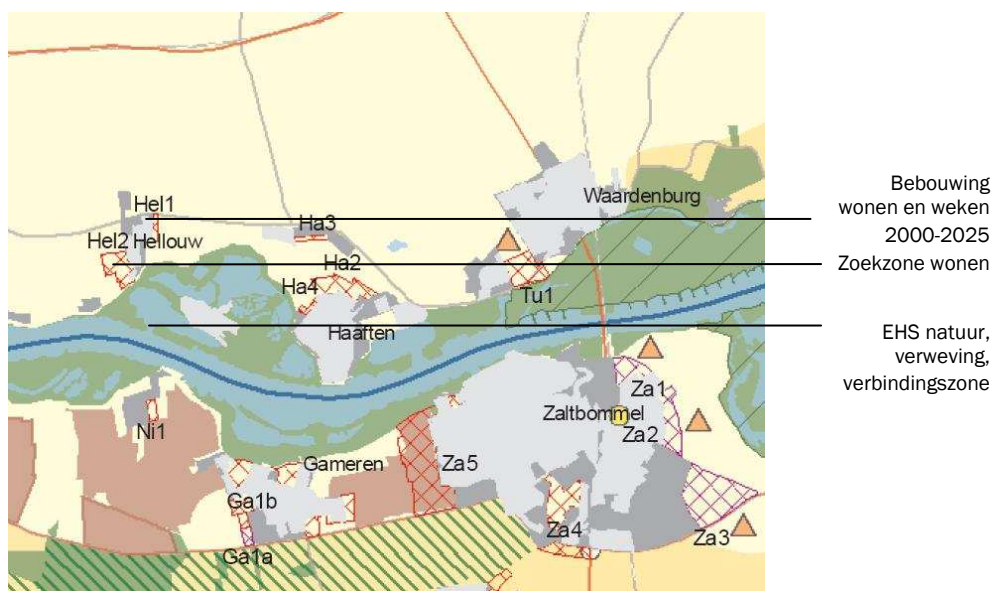 Waardenburg
Hel1
Ha3
Hel2 Hellouw
Ha2
Ha4
Tu1
Haaften
Za1
Zaltbommel
Za2
Ni1
Gameren
Za5
Ga1b
Za4
Za3
Ga1a
Bebouwing
wonen en weken
2000-2025
Zoekzone wonen
EHS natuur,
verweving,
verbindingszone